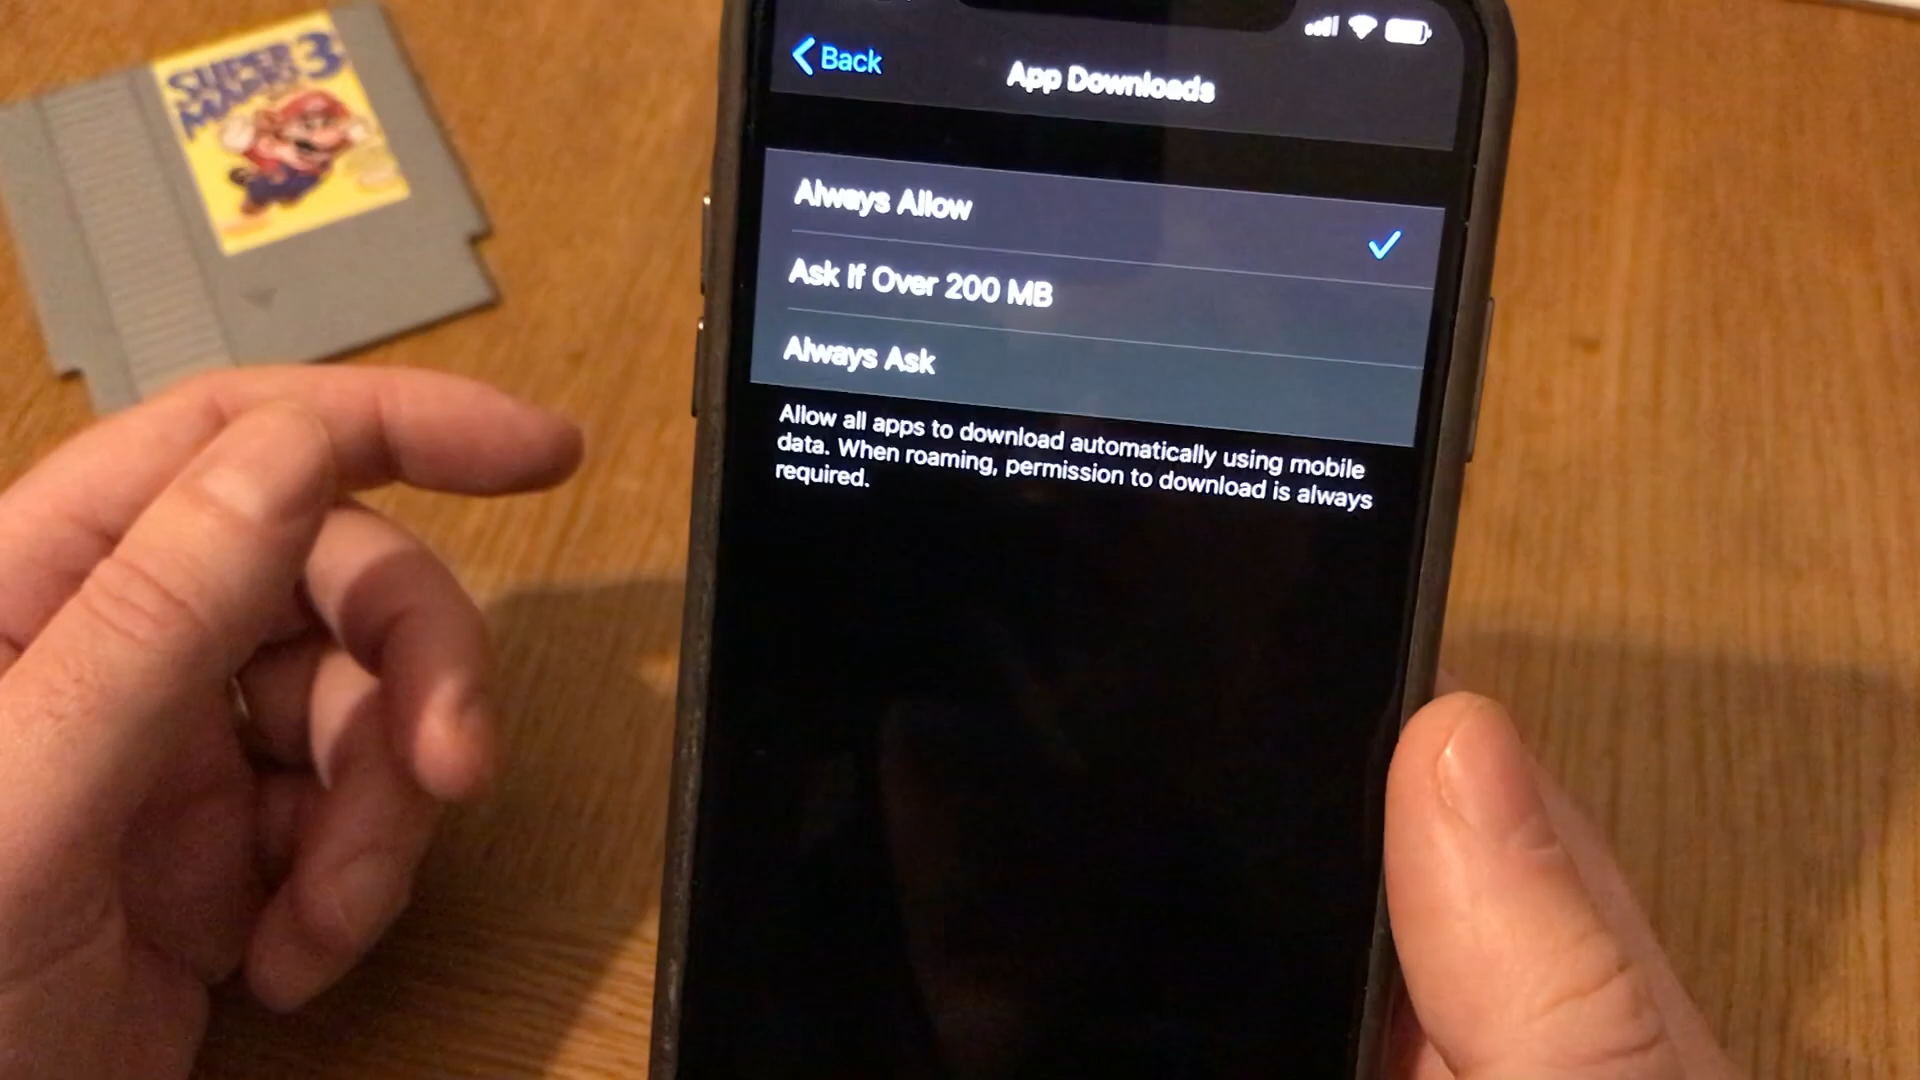 SUPER
MARIO 3
Back
App Downloads
Always Allow
Ask If Over 200 MB
Always Ask
Allow all apps to download automatically using mobile
data. When roaming, permission to download is always
required.